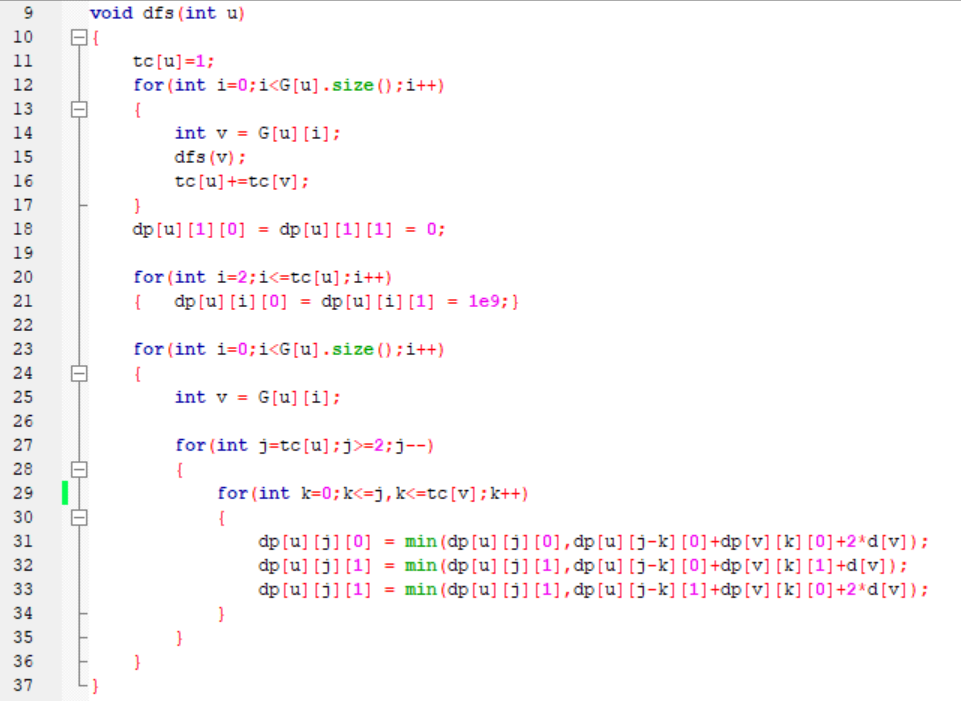 9 void dfs(int u)
10 {
11 tc[u]=1;
12 for(int i=0;i<G[u].size();i++)
13 {
14 int v = G[u][i];
15 dfs(v);
16 tc[u]+=tc[v];
17 }
18 dp[u][1][0] = dp[u][1][1] = 0;
19
20 for(int i=2;i<=tc[u];i++)
21 { dp[u][i][0] = dp[u][i][1] = 1e9;}
22
23 for(int i=0;i<G[u].size();i++)
24 {
25 int v = G[u][i];
26
27 for(int j=tc[u];j>=2;j--)
28 {
29 for(int k=0;k<=j,k<=tc[v];k++)
30 {
31 dp[u][j][0] = min(dp[u][j][0],dp[u][j-k][0]+dp[v][k][0]+2*d[v]);
32 dp[u][j][1] = min(dp[u][j][1],dp[u][j-k][0]+dp[v][k][1]+d[v]);
33 dp[u][j][1] = min(dp[u][j][1],dp[u][j-k][1]+dp[v][k][0]+2*d[v]);
34 }
35 }
36 }
37 }